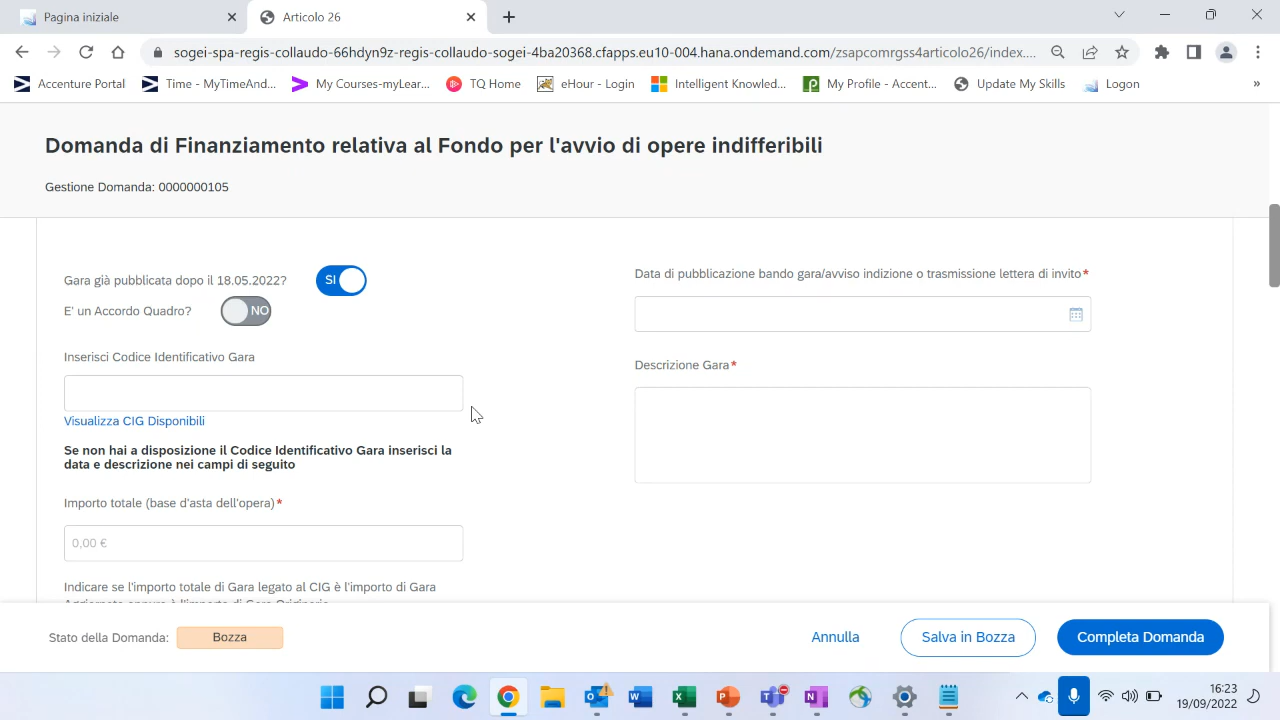 Pagina iniziale
Articolo 26
sogei-spa-regis-collaudo-66hdyn9z-regis-collaudo-sogei-4ba20368.cfapps.eu10-004.hana.ondemand.com/zsapcomrgss4articolo26/index....
Accenture Portal
Time - MyTimeAnd...
My Courses-myLear...
TQ Home
eHour - Login
Intelligent Knowled...
My Profile - Accent...
Update My Skills
Logon
»
Domanda di Finanziamento relativa al Fondo per l'avvio di opere indifferibili
Gestione Domanda: 0000000105
Gara già pubblicata dopo il 18.05.2022?
SI
E' un Accordo Quadro?
NO
Inserisci Codice Identificativo Gara
Visualizza CIG Disponibili
Se non hai a disposizione il Codice Identificativo Gara inserisci la
data e descrizione nei campi di seguito
Importo totale (base d'asta dell'opera)*
0,00 €
Indicare se l'importo totale di Gara legato al CIG è l'importo di Gara
Aggiornato oppure è l'importo di Gara Originario
Data di pubblicazione bando gara/avviso indizione o trasmissione lettera di invito*
Descrizione Gara*
Stato della Domanda:
Bozza
Annulla
Salva in Bozza
Completa Domanda
16:23
19/09/2022